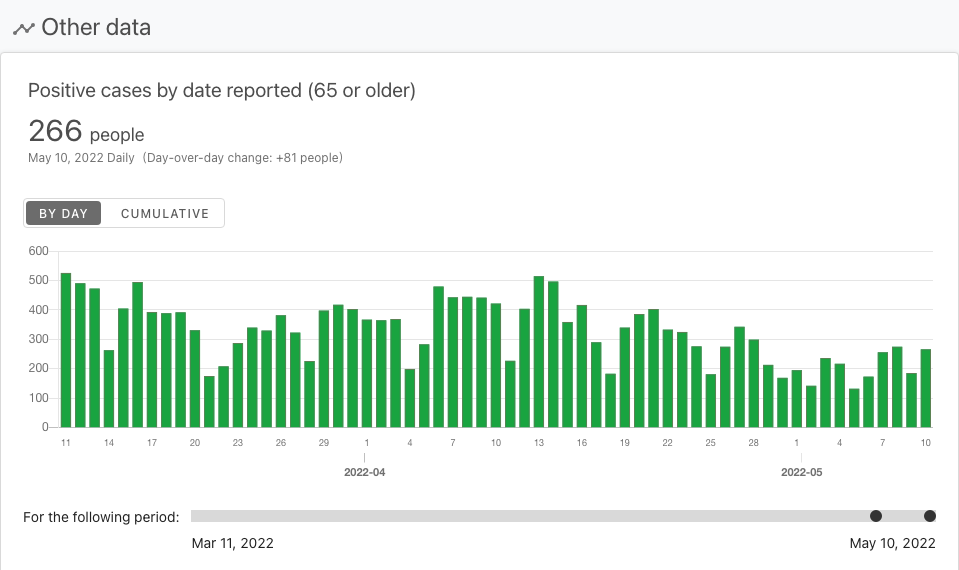 Other data
Positive cases by date reported (65 or older)
266 people
May 10, 2022 Daily (Day-over-day change: +81 people)
BY DAY CUMULATIVE
600
500
400
300
200
100
0
11 14 17 20 23 26 29 1 4 7 10 13 16 19 22 25 28 1 4 7 10
2022-04 2022-05
For the following period:
Mar 11, 2022 May 10, 2022